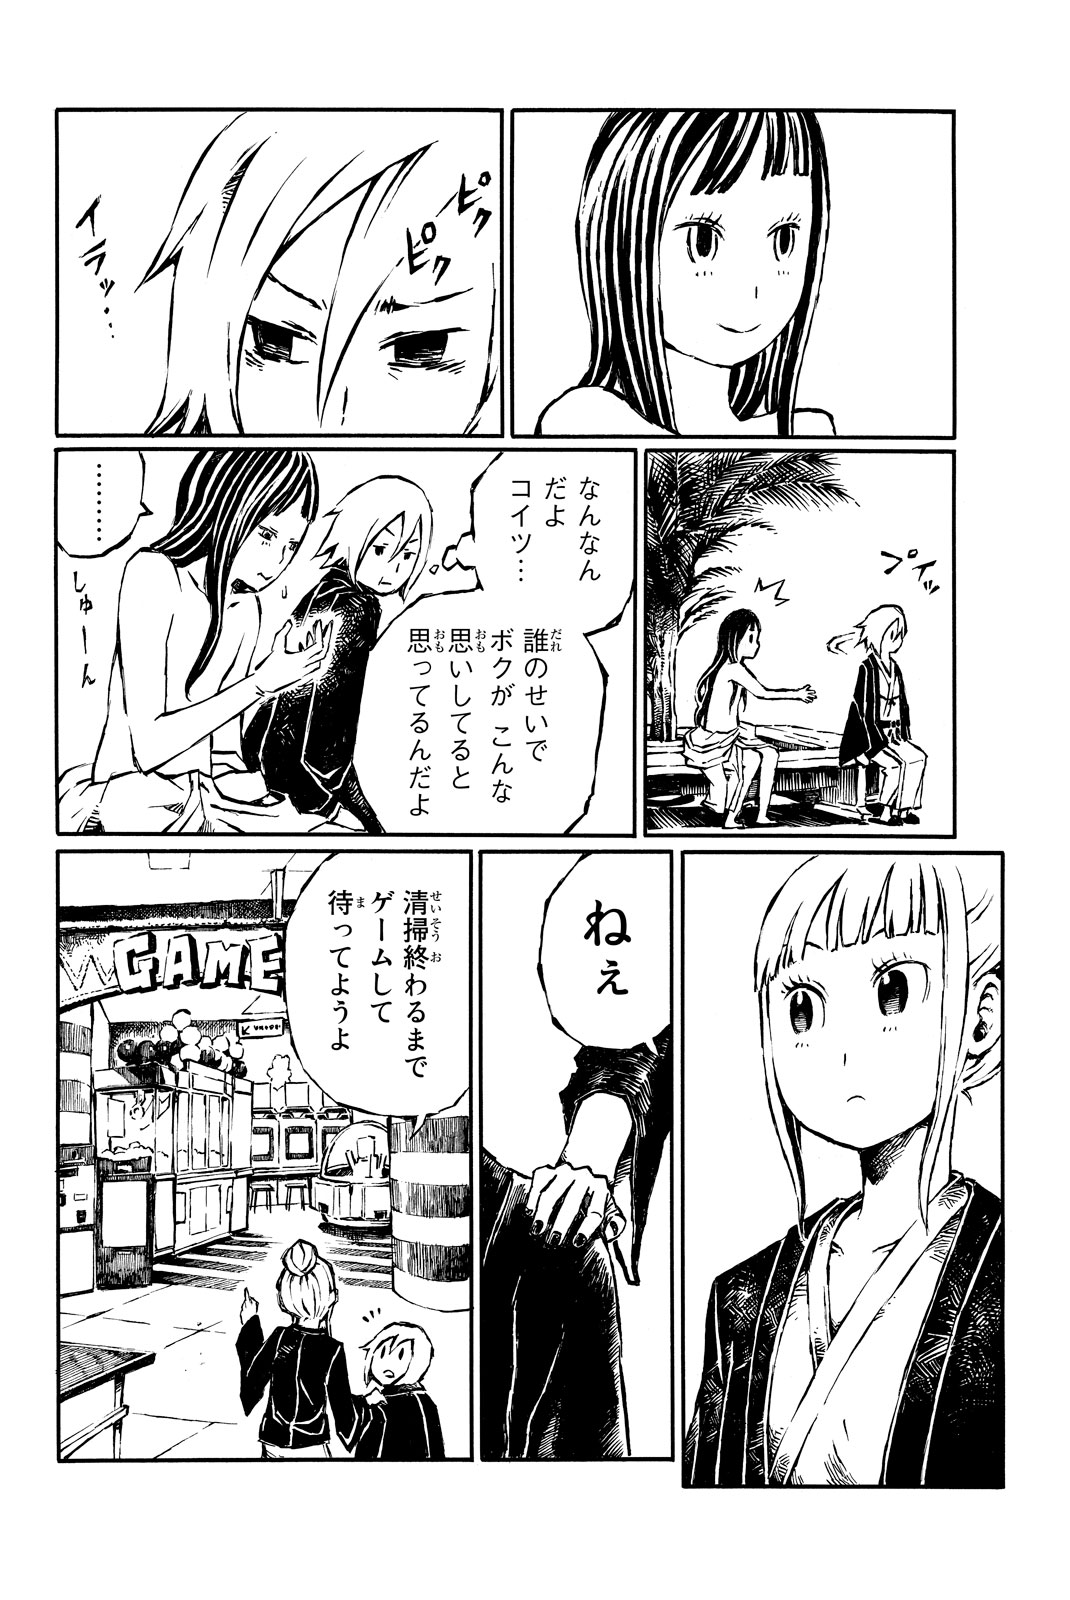 ピク
ピク
イラッ…
プイッ
なんなん
だよ
コイツ…
誰のせいで
ボクが こんな
思いしてると
思ってるんだよ
………
しゅーん
ねぇ
清掃終わるまで
ゲームして
待ってようよ
GAME